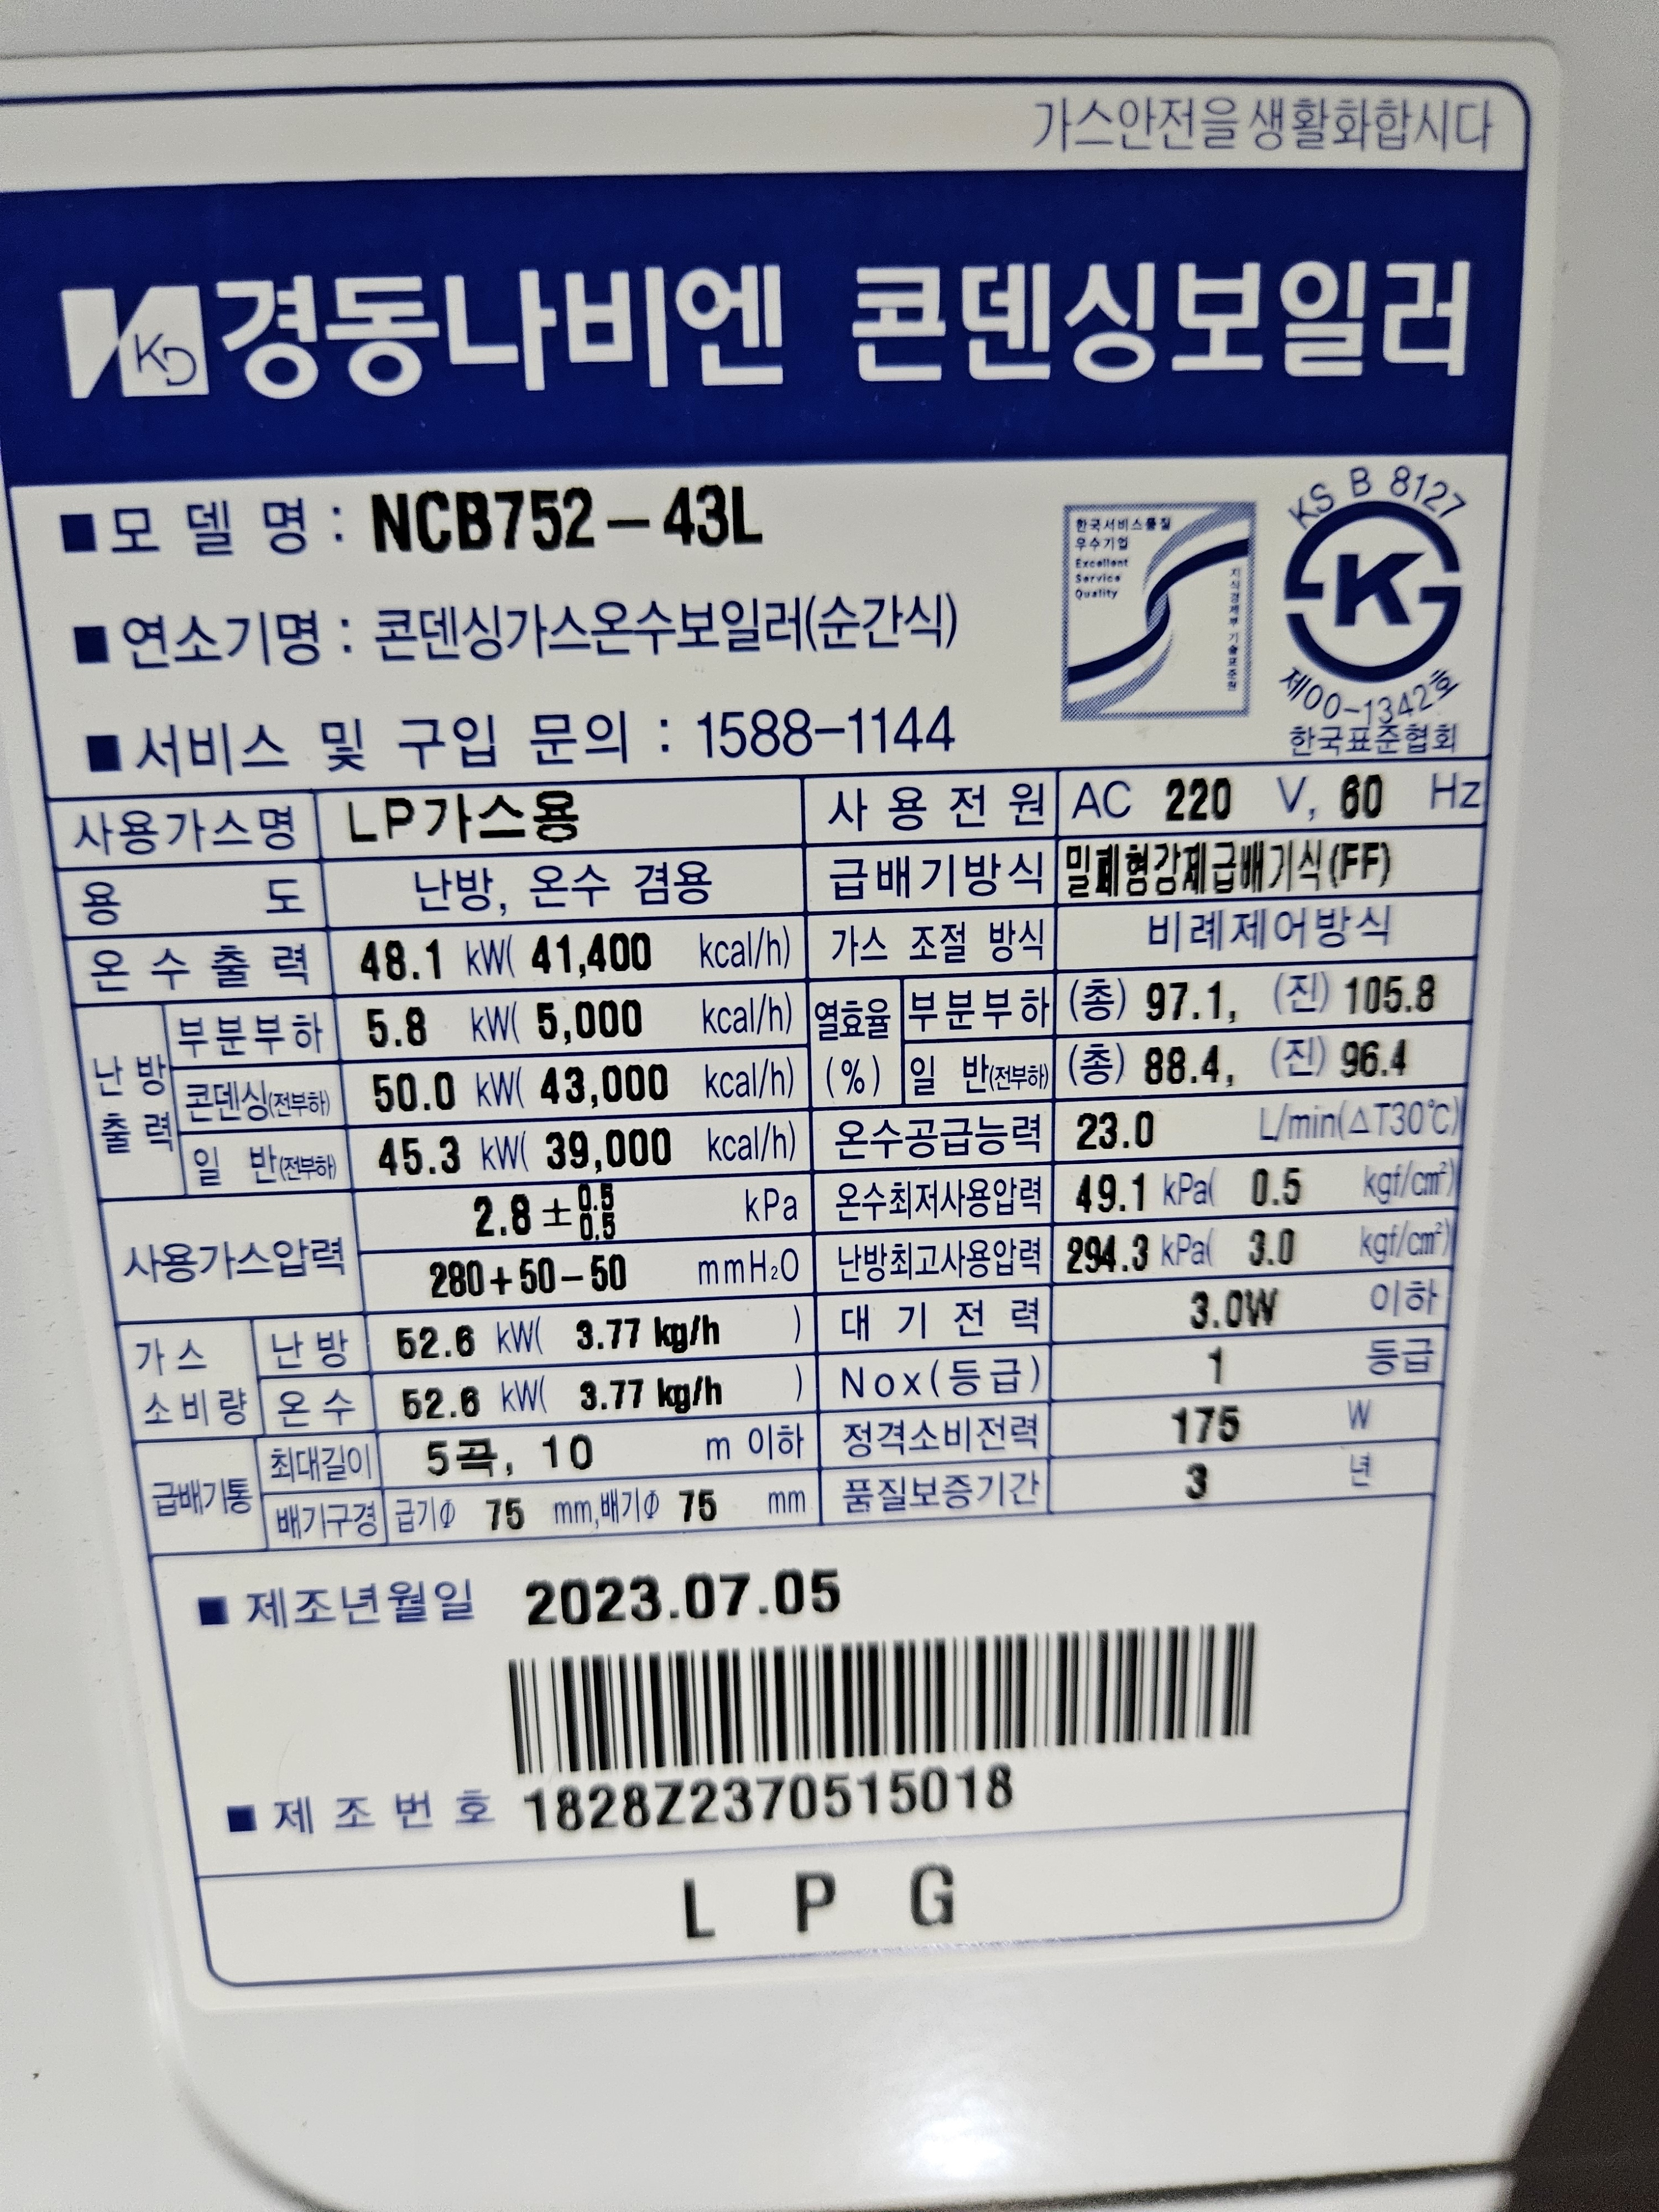 가스안전을 생활화합시다
KD 경동나비엔 콘덴싱보일러
■ 모델명 : NCB752-43L
■ 연소기명 : 콘덴싱가스온수보일러(순간식)
■ 서비스 및 구입 문의 : 1588-1144
한국서비스품질
우수기업
Excellent
Service
Quality
지식경제부 기술표준원
KS B 8127
K
제00-1342호
한국표준협회
사용가스명 LP가스용 사용전원 AC 220 V, 60 Hz
용도 난방, 온수 겸용 급배기방식 밀폐형강제급배기식(FF)
온수출력 48.1 kW( 41,400 kcal/h) 가스 조절 방식 비례제어방식
난방출력 부분부하 5.8 kW( 5,000 kcal/h) 열효율(%) 부분부하 (총) 97.1, (진) 105.8
콘덴싱(전부하) 50.0 kW( 43,000 kcal/h) 일반(전부하) (총) 88.4, (진) 96.4
일반(전부하) 45.3 kW( 39,000 kcal/h) 온수공급능력 23.0 L/min(△T30℃)
사용가스압력 2.8 ± 0.5 0.5 kPa 온수최저사용압력 49.1 kPa( 0.5 kgf/cm²)
280+50-50 mmH₂O 난방최고사용압력 294.3 kPa( 3.0 kgf/cm²)
가스소비량 난방 52.6 kW( 3.77 kg/h ) 대기전력 3.0W 이하
온수 52.6 kW( 3.77 kg/h ) Nox(등급) 1 등급
급배기통 최대길이 5곡, 10 m 이하 정격소비전력 175 W
배기구경 급기Φ 75 mm,배기Φ 75 mm 품질보증기간 3 년
■ 제조년월일 2023.07.05
■ 제조번호 1828Z2370515018
LPG